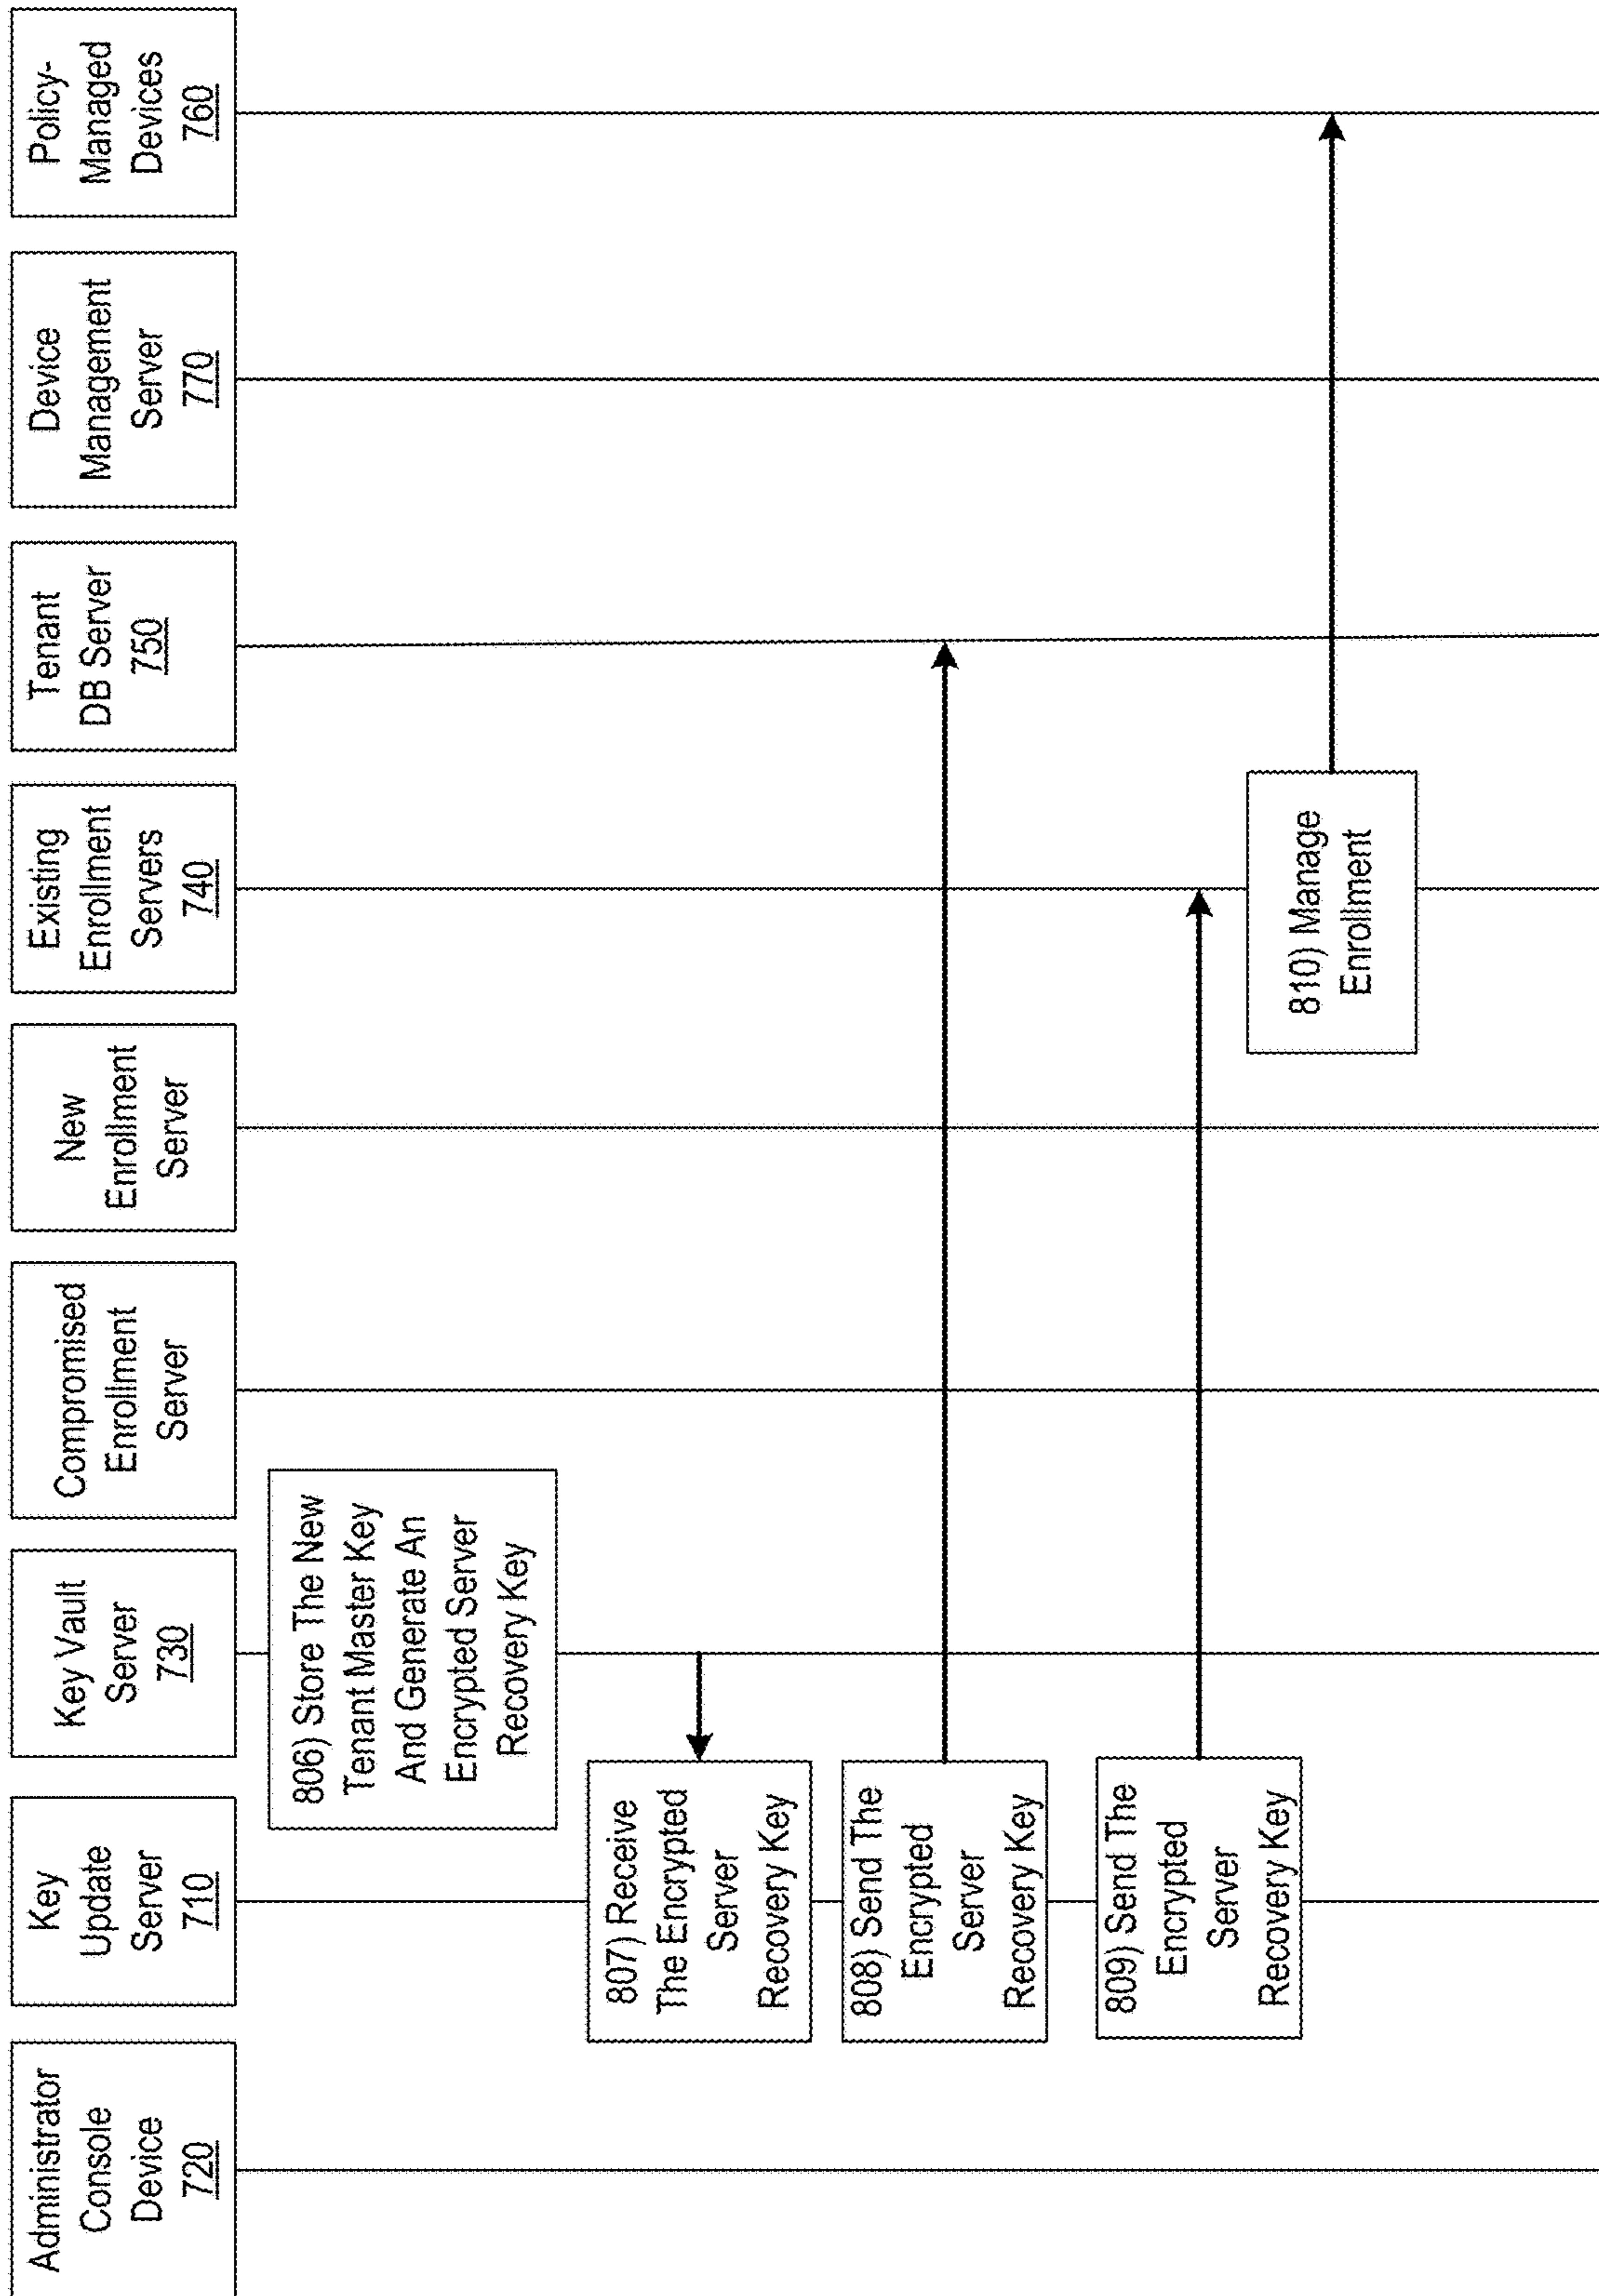 Administrator
Console
Device
720
Key
Update
Server
710
Key Vault
Server
730
Compromised
Enrollment
Server
New
Enrollment
Server
Existing
Enrollment
Servers
740
Tenant
DB Server
750
Device
Management
Server
770
Policy-
Managed
Devices
760
806) Store The New
Tenant Master Key
And Generate An
Encrypted Server
Recovery Key
807) Receive
The Encrypted
Server
Recovery Key
808) Send The
Encrypted
Server
Recovery Key
809) Send The
Encrypted
Server
Recovery Key
810) Manage
Enrollment